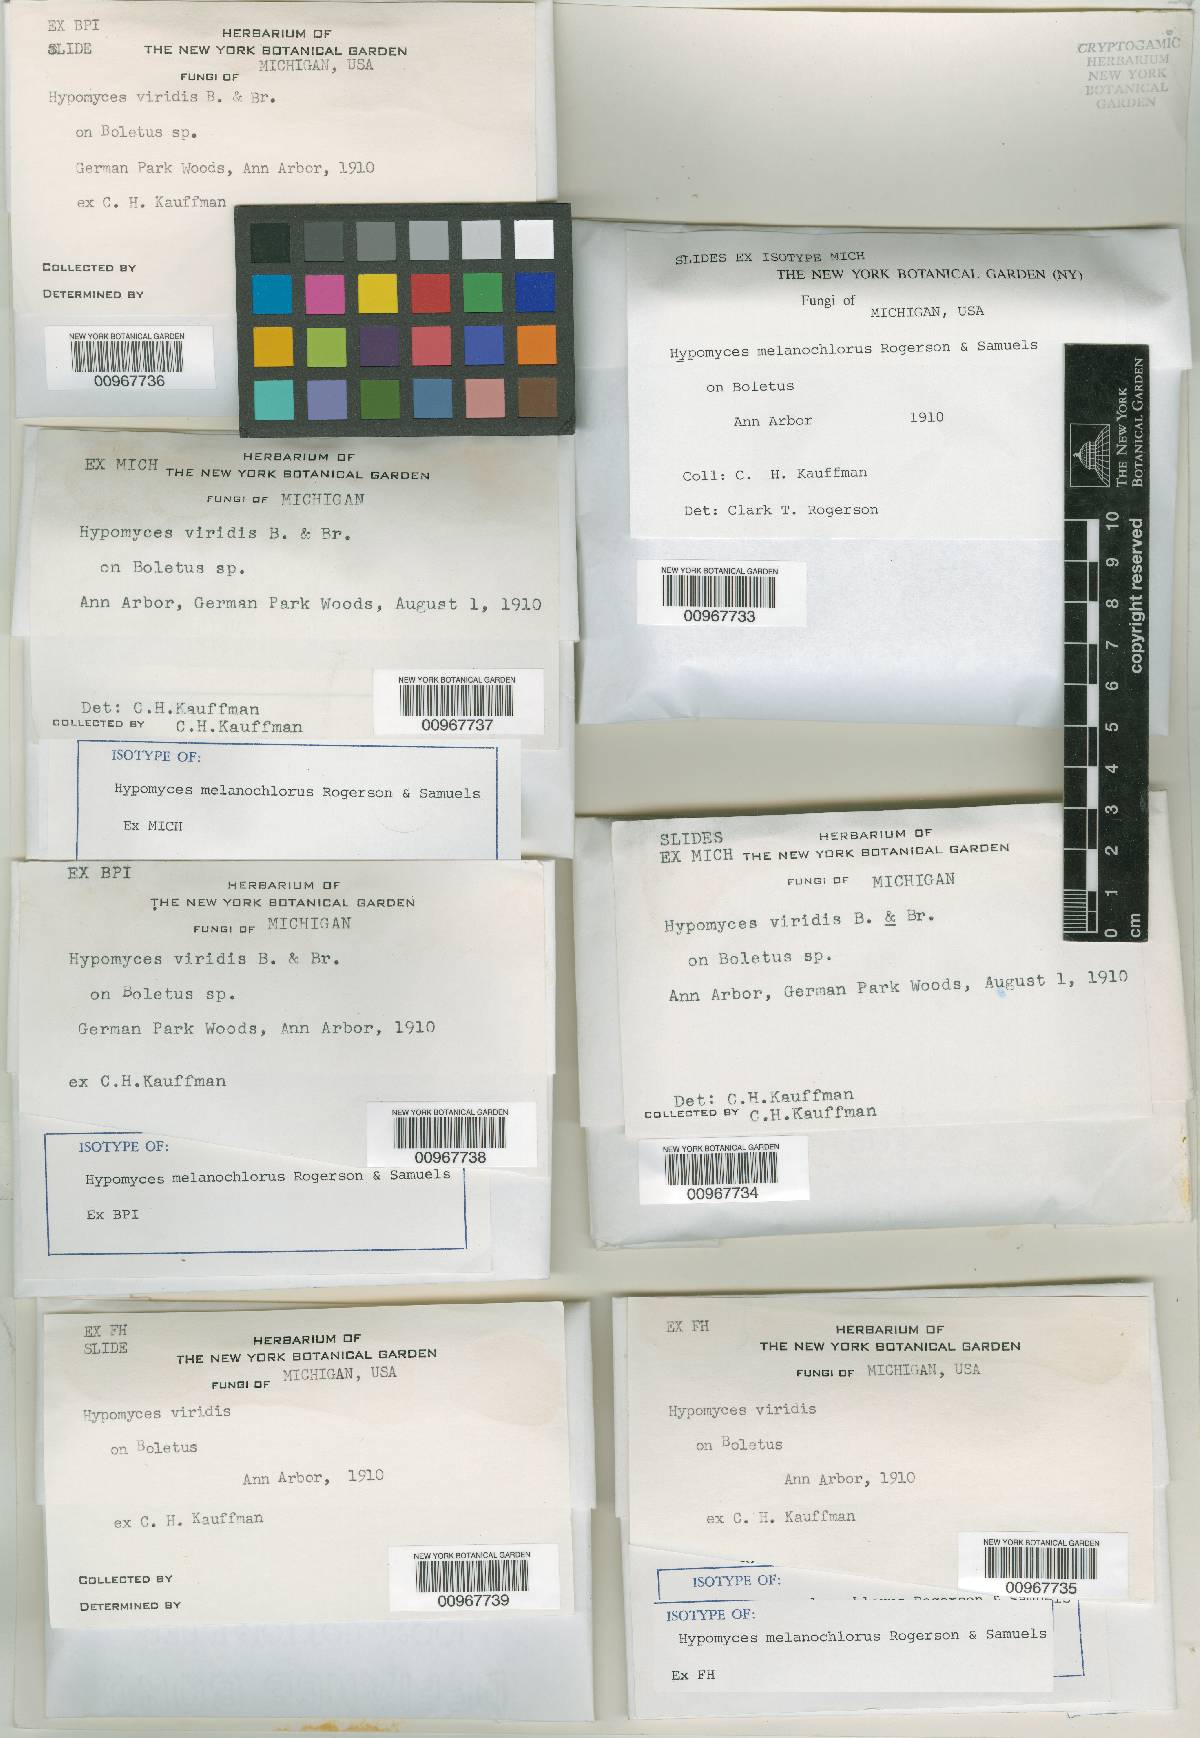 EX BPI
SLIDE
HERBARIUM OF
THE NEW YORK BOTANICAL GARDEN
FUNGI OF MICHIGAN, USA
Hypomyces viridis B. & Br.
on Boletus sp.
German Park Woods, Ann Arbor, 1910
ex C. H. Kauffman
COLLECTED BY
DETERMINED BY
NEW YORK BOTANICAL GARDEN
00967736
EX MICH
HERBARIUM OF
THE NEW YORK BOTANICAL GARDEN
FUNGI OF MICHIGAN
Hypomyces viridis B. & Br.
on Boletus sp.
Ann Arbor, German Park Woods, August 1, 1910
Det: C.H.Kauffman
COLLECTED BY C.H.Kauffman
NEW YORK BOTANICAL GARDEN
00967737
ISOTYPE OF:
Hypomyces melanochlorus Rogerson & Samuels
Ex MICH
EX BPI
HERBARIUM OF
THE NEW YORK BOTANICAL GARDEN
FUNGI OF MICHIGAN
Hypomyces viridis B. & Br.
on Boletus sp.
German Park Woods, Ann Arbor, 1910
ex C.H.Kauffman
NEW YORK BOTANICAL GARDEN
00967738
ISOTYPE OF:
Hypomyces melanochlorus Rogerson & Samuels
Ex BPI
EX FH
SLIDE
HERBARIUM OF
THE NEW YORK BOTANICAL GARDEN
FUNGI OF MICHIGAN, USA
Hypomyces viridis
on Boletus
Ann Arbor, 1910
ex C. H. Kauffman
COLLECTED BY
DETERMINED BY
NEW YORK BOTANICAL GARDEN
00967739
CRYPTOGAMIC
HERBARIUM
NEW YORK
BOTANICAL
GARDEN
SLIDES EX ISOTYPE MICH
THE NEW YORK BOTANICAL GARDEN (NY)
Fungi of
MICHIGAN, USA
Hypomyces melanochlorus Rogerson & Samuels
on Boletus
Ann Arbor 1910
Coll: C. H. Kauffman
Det: Clark T. Rogerson
NEW YORK BOTANICAL GARDEN
00967733
THE NEW YORK
BOTANICAL GARDEN
copyright reserved
0 1 2 3 4 5 6 7 8 9 10
cm
SLIDES
EX MICH
HERBARIUM OF
THE NEW YORK BOTANICAL GARDEN
FUNGI OF MICHIGAN
Hypomyces viridis B. & Br.
on Boletus sp.
Ann Arbor, German Park Woods, August 1, 1910
Det: C.H.Kauffman
COLLECTED BY C.H.Kauffman
NEW YORK BOTANICAL GARDEN
00967734
EX FH
HERBARIUM OF
THE NEW YORK BOTANICAL GARDEN
FUNGI OF MICHIGAN, USA
Hypomyces viridis
on Boletus
Ann Arbor, 1910
ex C. H. Kauffman
NEW YORK BOTANICAL GARDEN
00967735
ISOTYPE OF:
Rogerson & Samuels
ISOTYPE OF:
Hypomyces melanochlorus Rogerson & Samuels
Ex FH